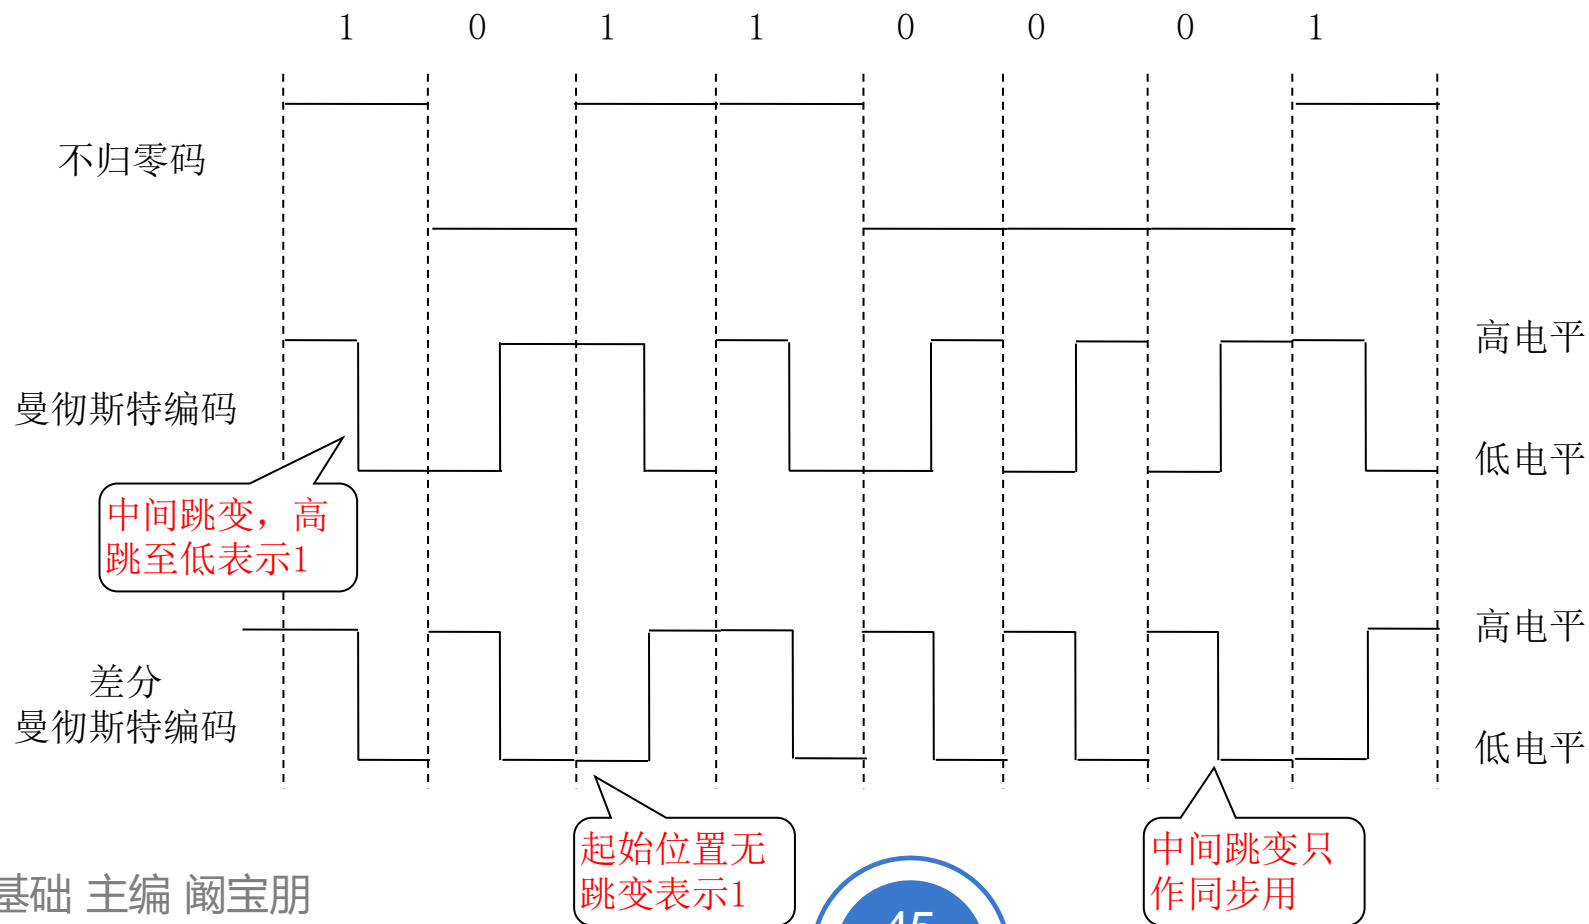 1 0 1 1 0 0 0 1
不归零码
高电平
曼彻斯特编码
低电平
中间跳变，高
跳至低表示1
高电平
差分
曼彻斯特编码
低电平
起始位置无
跳变表示1
中间跳变只
作同步用
基础 主编 阚宝朋
45